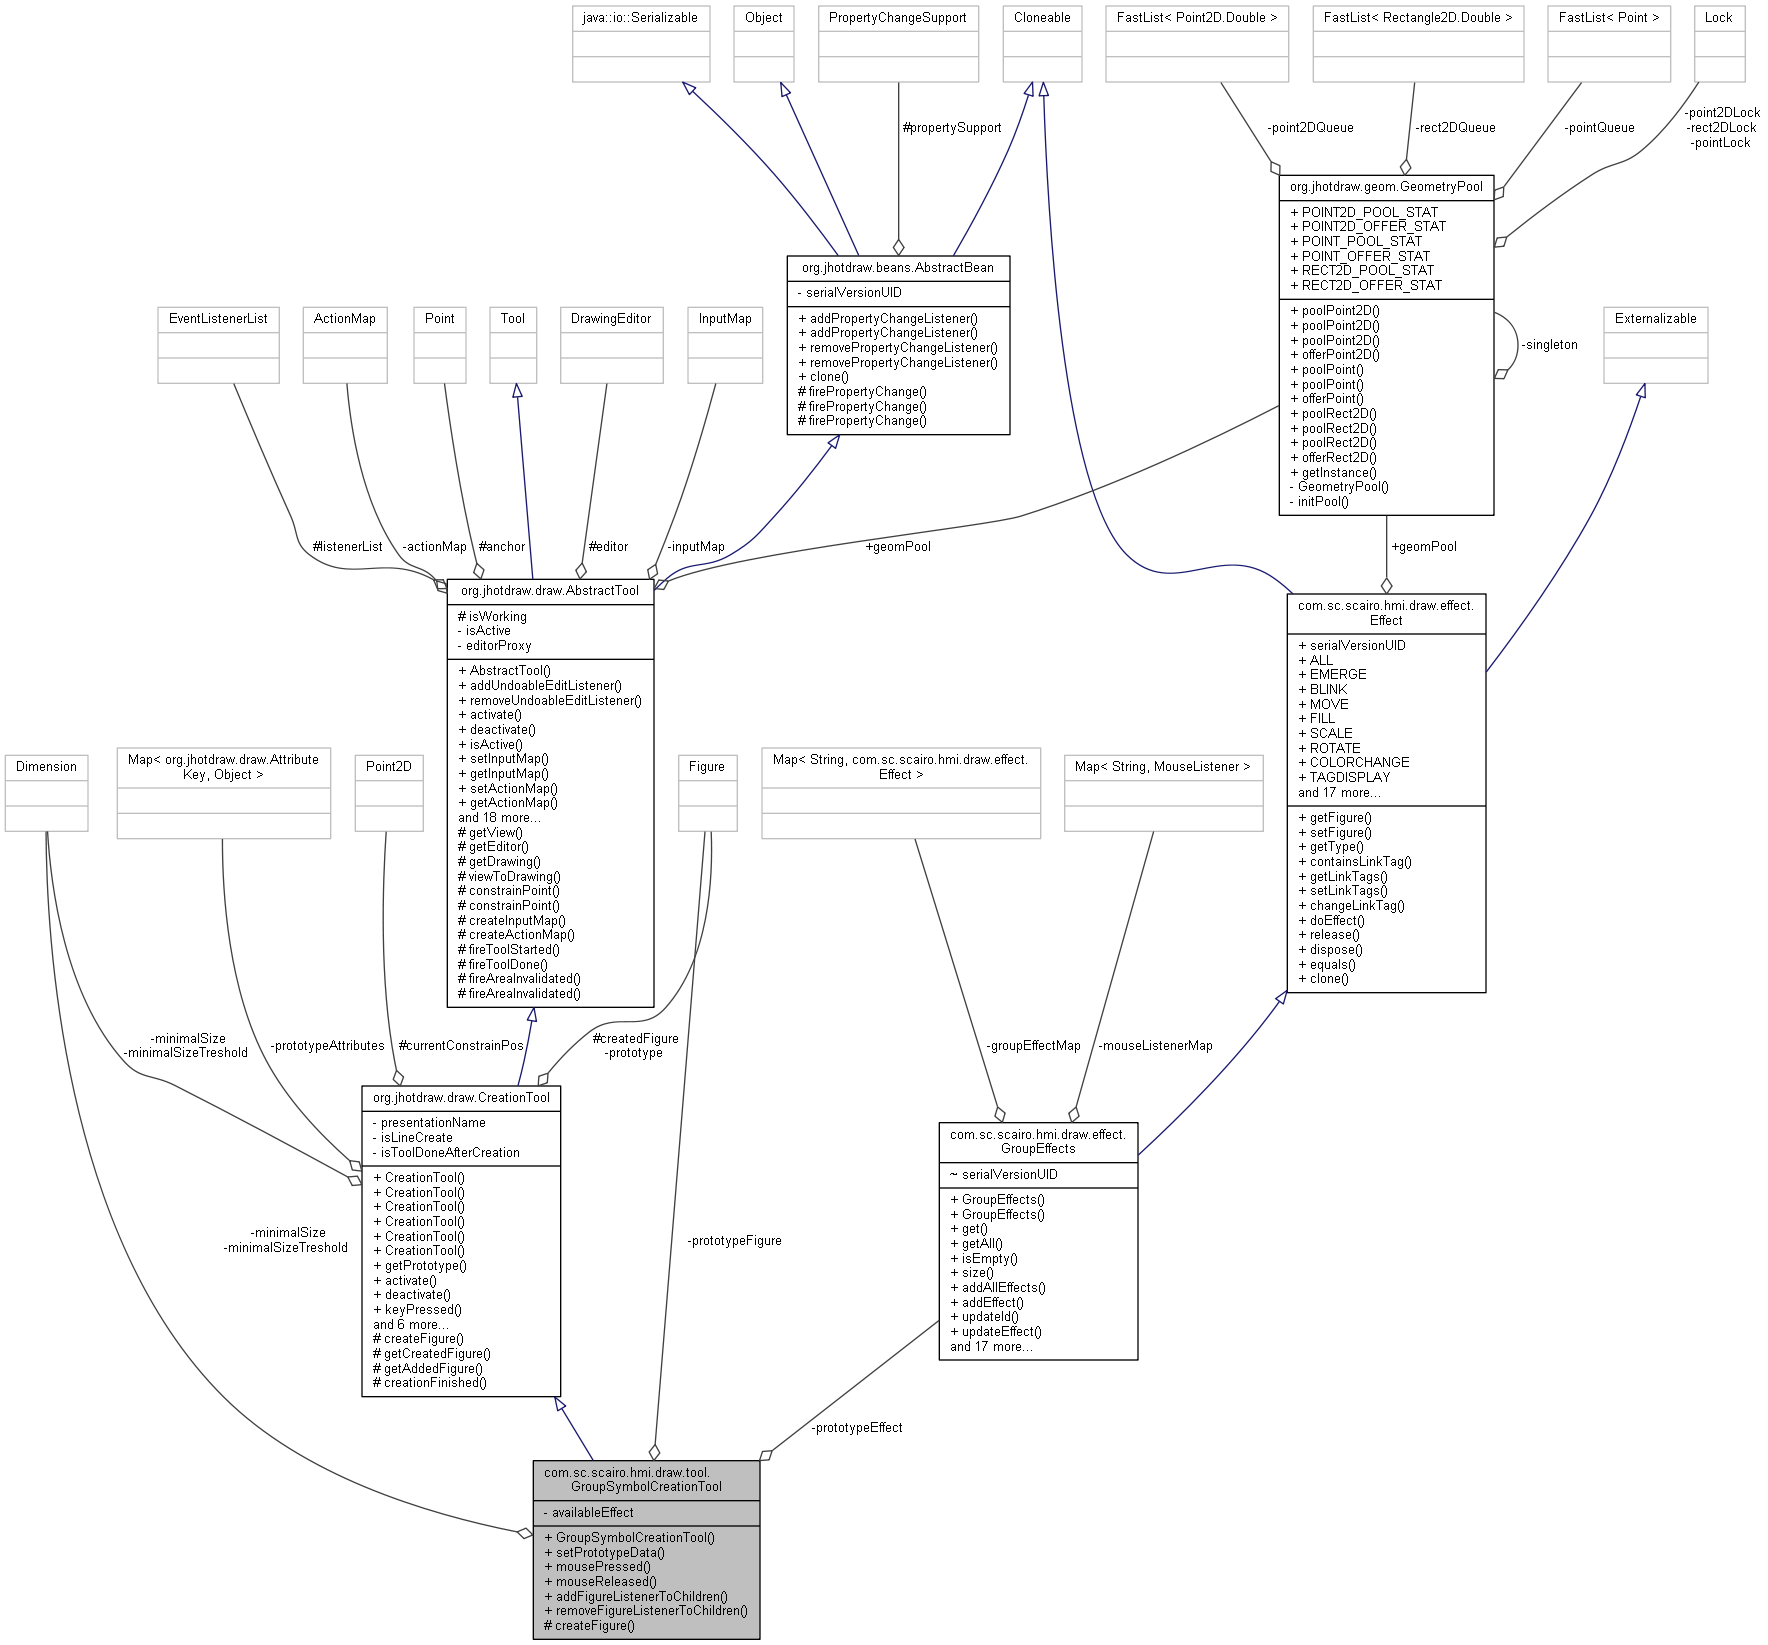 java::io::Serializable
Object
PropertyChangeSupport
Cloneable
FastList< Point2D.Double >
FastList< Rectangle2D.Double >
FastList< Point >
Lock
#propertySupport
-point2DQueue
-rect2DQueue
-pointQueue
-point2DLock
-rect2DLock
-pointLock
org.jhotdraw.geom.GeometryPool
+ POINT2D_POOL_STAT
+ POINT2D_OFFER_STAT
+ POINT_POOL_STAT
+ POINT_OFFER_STAT
+ RECT2D_POOL_STAT
+ RECT2D_OFFER_STAT
+ poolPoint2D()
+ poolPoint2D()
+ poolPoint2D()
+ offerPoint2D()
+ poolPoint()
+ poolPoint()
+ offerPoint()
+ poolRect2D()
+ poolRect2D()
+ poolRect2D()
+ offerRect2D()
+ getInstance()
- GeometryPool()
- initPool()
-singleton
org.jhotdraw.beans.AbstractBean
- serialVersionUID
+ addPropertyChangeListener()
+ addPropertyChangeListener()
+ removePropertyChangeListener()
+ removePropertyChangeListener()
+ clone()
# firePropertyChange()
# firePropertyChange()
# firePropertyChange()
EventListenerList
ActionMap
Point
Tool
DrawingEditor
InputMap
Externalizable
#listenerList
-actionMap
#anchor
#editor
-inputMap
+geomPool
+geomPool
org.jhotdraw.draw.AbstractTool
# isWorking
- isActive
- editorProxy
+ AbstractTool()
+ addUndoableEditListener()
+ removeUndoableEditListener()
+ activate()
+ deactivate()
+ isActive()
+ setInputMap()
+ getInputMap()
+ setActionMap()
+ getActionMap()
and 18 more...
# getView()
# getEditor()
# getDrawing()
# viewToDrawing()
# constrainPoint()
# constrainPoint()
# createInputMap()
# createActionMap()
# fireToolStarted()
# fireToolDone()
# fireAreaInvalidated()
# fireAreaInvalidated()
com.sc.scairo.hmi.draw.effect.
Effect
+ serialVersionUID
+ ALL
+ EMERGE
+ BLINK
+ MOVE
+ FILL
+ SCALE
+ ROTATE
+ COLORCHANGE
+ TAGDISPLAY
and 17 more...
+ getFigure()
+ setFigure()
+ getType()
+ containsLinkTag()
+ getLinkTags()
+ setLinkTags()
+ changeLinkTag()
+ doEffect()
+ release()
+ dispose()
+ equals()
+ clone()
Dimension
Map< org.jhotdraw.draw.Attribute
Key, Object >
Point2D
Figure
Map< String, com.sc.scairo.hmi.draw.effect.
Effect >
Map< String, MouseListener >
-minimalSize
-minimalSizeTreshold
-prototypeAttributes
#currentConstrainPos
#createdFigure
-prototype
-groupEffectMap
-mouseListenerMap
org.jhotdraw.draw.CreationTool
- presentationName
- isLineCreate
- isToolDoneAfterCreation
+ CreationTool()
+ CreationTool()
+ CreationTool()
+ CreationTool()
+ CreationTool()
+ CreationTool()
+ getPrototype()
+ activate()
+ deactivate()
+ keyPressed()
and 6 more...
# createFigure()
# getCreatedFigure()
# getAddedFigure()
# creationFinished()
com.sc.scairo.hmi.draw.effect.
GroupEffects
~ serialVersionUID
+ GroupEffects()
+ GroupEffects()
+ get()
+ getAll()
+ isEmpty()
+ size()
+ addAllEffects()
+ addEffect()
+ updateId()
+ updateEffect()
and 17 more...
-minimalSize
-minimalSizeTreshold
-prototypeFigure
-prototypeEffect
com.sc.scairo.hmi.draw.tool.
GroupSymbolCreationTool
- availableEffect
+ GroupSymbolCreationTool()
+ setPrototypeData()
+ mousePressed()
+ mouseReleased()
+ addFigureListenerToChildren()
+ removeFigureListenerToChildren()
# createFigure()